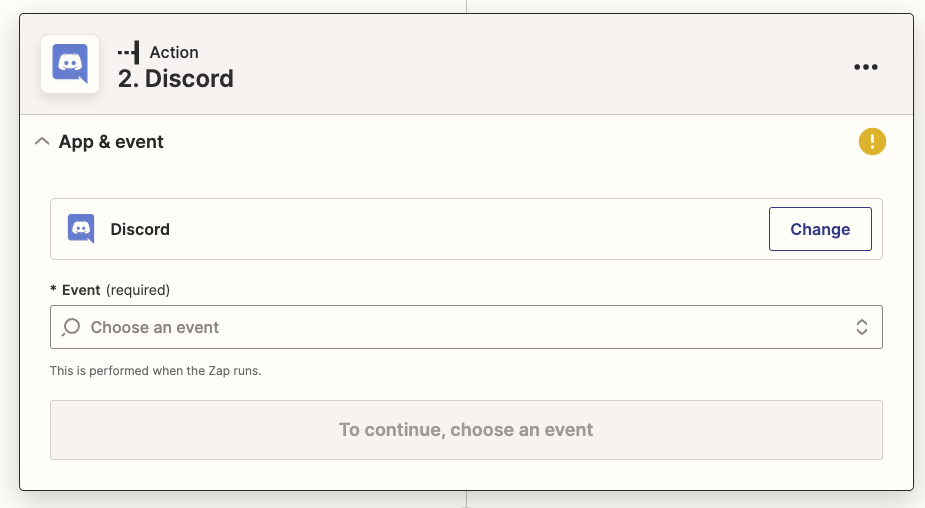 Action
2. Discord
App & event
Discord
Change
* Event (required)
Choose an event
This is performed when the Zap runs.
To continue, choose an event